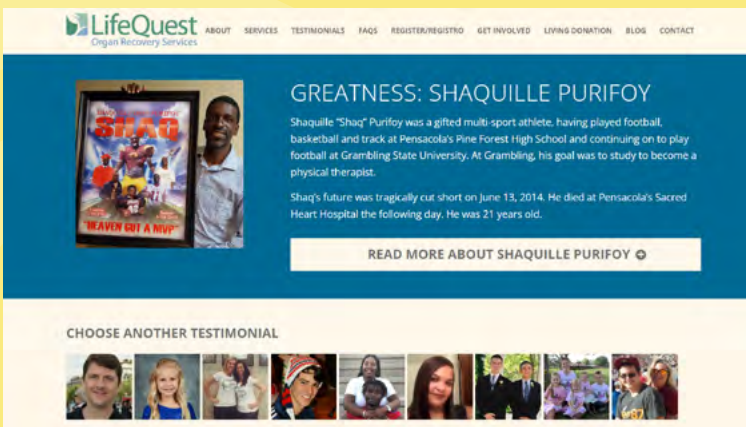 LifeQuest
Organ Recovery Services
ABOUT SERVICES TESTIMONIALS FAQS REGISTER/REGISTRO GET INVOLVED LIVING DONATION BLOG CONTACT
SHAQ
"HEAVEN GOT A MVP"
GREATNESS: SHAQUILLE PURIFOY
Shaquille "Shaq" Purifoy was a gifted multi-sport athlete, having played football,
basketball and track at Pensacola's Pine Forest High School and continuing on to play
football at Grambling State University. At Grambling, his goal was to study to become a
physical therapist.
Shaq's future was tragically cut short on June 13, 2014. He died at Pensacola's Sacred
Heart Hospital the following day. He was 21 years old.
READ MORE ABOUT SHAQUILLE PURIFOY
CHOOSE ANOTHER TESTIMONIAL
87